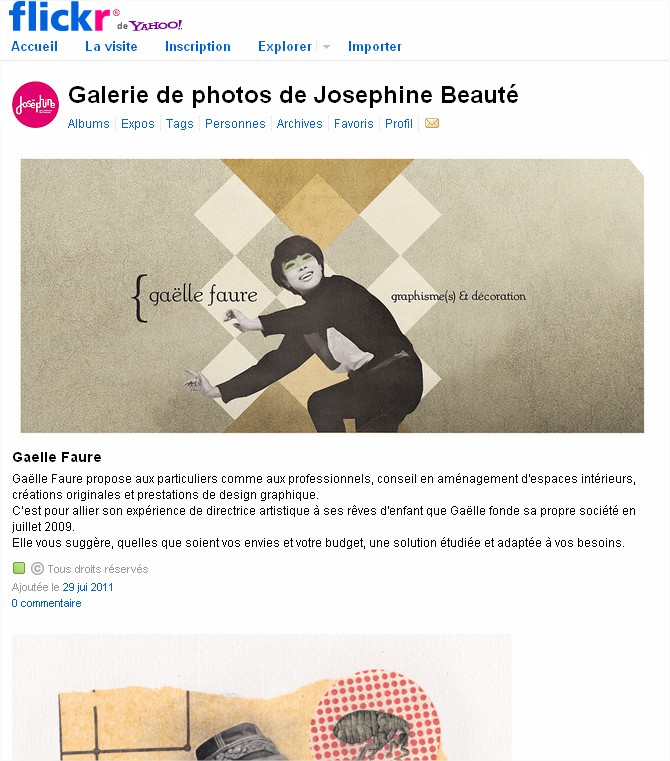 flickr® de YAHOO!
Accueil La visite Inscription Explorer Importer
Joséphine
Galerie de photos de Josephine Beauté
Albums Expos Tags Personnes Archives Favoris Profil
{gaëlle faure
graphisme(s) & décoration
Gaelle Faure
Gaëlle Faure propose aux particuliers comme aux professionnels, conseil en aménagement d'espaces intérieurs,
créations originales et prestations de design graphique.
C'est pour allier son expérience de directrice artistique à ses rêves d'enfant que Gaëlle fonde sa propre société en
juillet 2009.
Elle vous suggère, quelles que soient vos envies et votre budget, une solution étudiée et adaptée à vos besoins.
© Tous droits réservés
Ajoutée le 29 jui 2011
0 commentaire